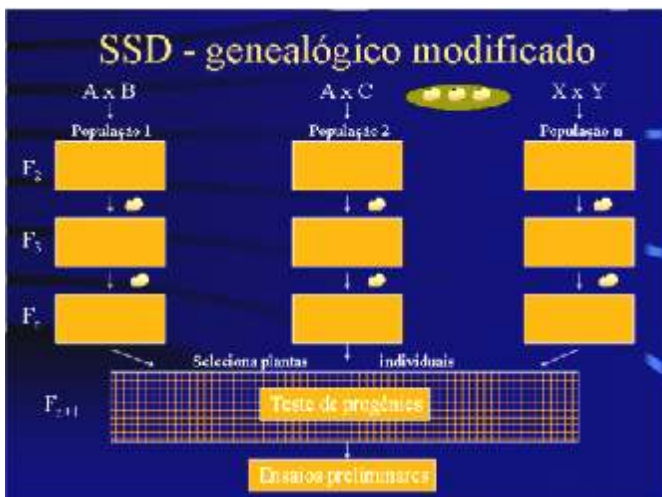 SSD - genealógico modificado
A x B A x C X x Y
População 1 População 2 População n
F2
F3
Seleciona plantas individuais
Teste de progênies
Ensaios preliminares